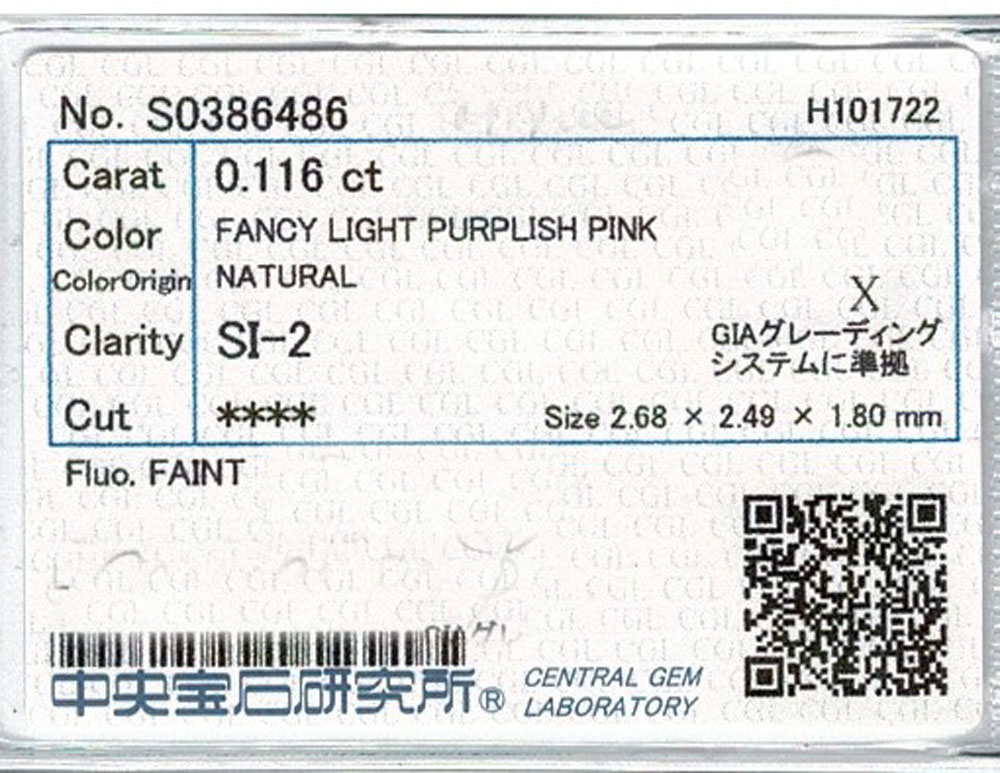 No. S0386486
H101722
Carat 0.116 ct
Color FANCY LIGHT PURPLISH PINK
ColorOrigin NATURAL
X
Clarity SI-2
GIAグレーディング
システムに準拠
Cut ****
Size 2.68 × 2.49 × 1.80 mm
Fluo. FAINT
中央宝石研究所®
CENTRAL GEM
LABORATORY